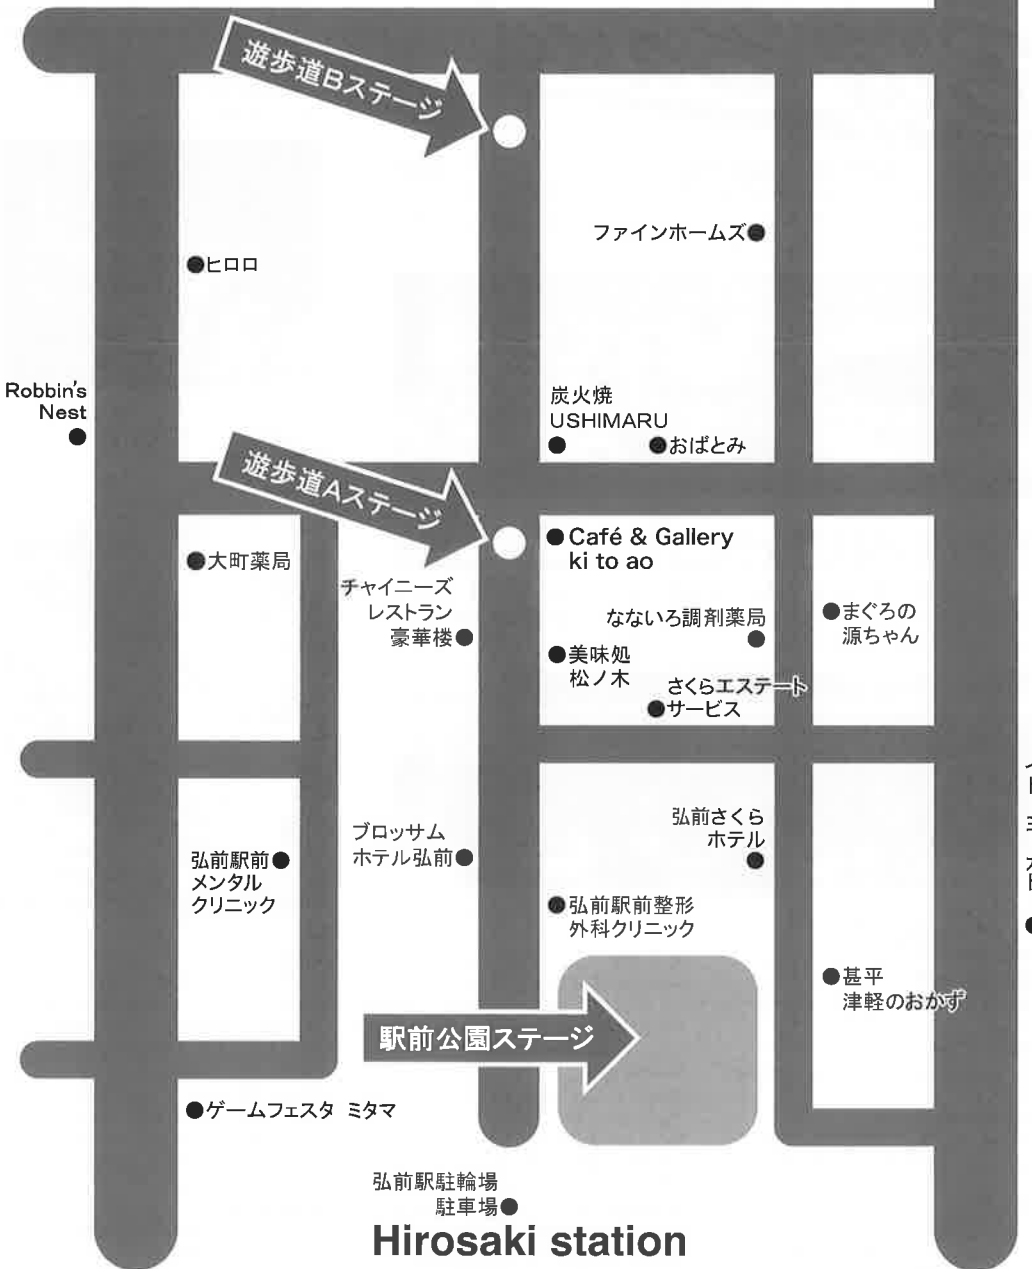 遊歩道Bステージ
ファインホームズ
ヒロロ
Robbin's
Nest
炭火焼
USHIMARU
おばとみ
遊歩道Aステージ
Café & Gallery
ki to ao
大町薬局
チャイニーズ
レストラン
豪華楼
なないろ調剤薬局
まぐろの
源ちゃん
美味処
松ノ木
さくらエステート
サービス
弘前さくら
ホテル
ブロッサム
ホテル弘前
弘前駅前
メンタル
クリニック
弘前駅前整形
外科クリニック
甚平
津軽のおかず
駅前公園ステージ
ゲームフェスタ ミタマ
弘前駅駐輪場
駐車場
Hirosaki station